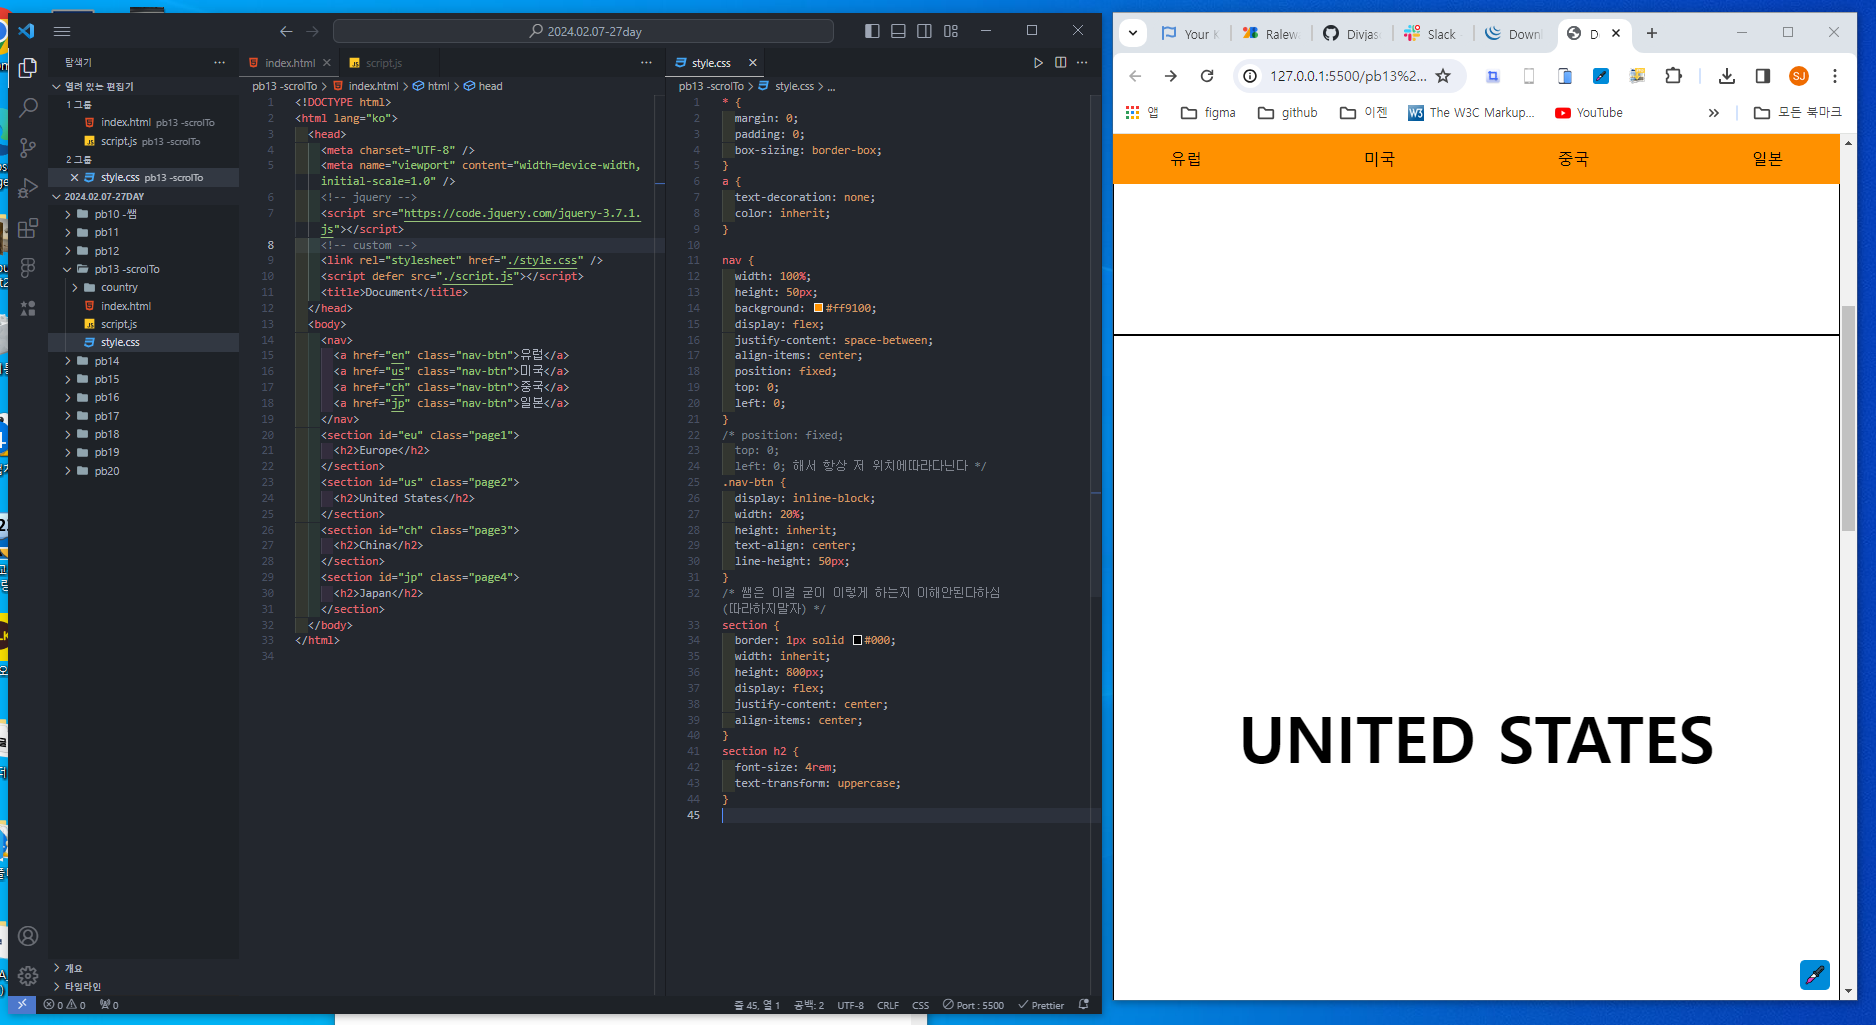 2024.02.07-27day
탐색기
열려 있는 편집기
1 그룹
index.html pb13 -scrolTo
script.js pb13 -scrolTo
2 그룹
style.css pb13 -scrolTo
2024.02.07-27DAY
pb10 -쌤
pb11
pb12
pb13 -scrolTo
country
index.html
script.js
style.css
pb14
pb15
pb16
pb17
pb18
pb19
pb20
개요
타임라인
index.html
script.js
pb13 -scrolTo > index.html > html > head
1 <!DOCTYPE html>
2 <html lang="ko">
3 <head>
4 <meta charset="UTF-8" />
5 <meta name="viewport" content="width=device-width,
initial-scale=1.0" />
6 <!-- jquery -->
7 <script src="https://code.jquery.com/jquery-3.7.1.
js"></script>
8 <!-- custom -->
9 <link rel="stylesheet" href="./style.css" />
10 <script defer src="./script.js"></script>
11 <title>Document</title>
12 </head>
13 <body>
14 <nav>
15 <a href="en" class="nav-btn">유럽</a>
16 <a href="us" class="nav-btn">미국</a>
17 <a href="ch" class="nav-btn">중국</a>
18 <a href="jp" class="nav-btn">일본</a>
19 </nav>
20 <section id="eu" class="page1">
21 <h2>Europe</h2>
22 </section>
23 <section id="us" class="page2">
24 <h2>United States</h2>
25 </section>
26 <section id="ch" class="page3">
27 <h2>China</h2>
28 </section>
29 <section id="jp" class="page4">
30 <h2>Japan</h2>
31 </section>
32 </body>
33 </html>
34
style.css
pb13 -scrolTo > style.css > ...
1 * {
2 margin: 0;
3 padding: 0;
4 box-sizing: border-box;
5 }
6 a {
7 text-decoration: none;
8 color: inherit;
9 }
10
11 nav {
12 width: 100%;
13 height: 50px;
14 background: #ff9100;
15 display: flex;
16 justify-content: space-between;
17 align-items: center;
18 position: fixed;
19 top: 0;
20 left: 0;
21 }
22 /* position: fixed;
23 top: 0;
24 left: 0; 해서 항상 저 위치에따라다닌다 */
25 .nav-btn {
26 display: inline-block;
27 width: 20%;
28 height: inherit;
29 text-align: center;
30 line-height: 50px;
31 }
32 /* 쌤은 이걸 굳이 이렇게 하는지 이해안된다하심
(따라하지말자) */
33 section {
34 border: 1px solid #000;
35 width: inherit;
36 height: 800px;
37 display: flex;
38 justify-content: center;
39 align-items: center;
40 }
41 section h2 {
42 font-size: 4rem;
43 text-transform: uppercase;
44 }
45
0 0 0
줄 45, 열 1 공백: 2 UTF-8 CRLF CSS Port : 5500 Prettier
Your Ralew Divjas Slack Down D
127.0.0.1:5500/pb13%2... SJ
앱 figma github 이젠 The W3C Markup... YouTube » 모든 북마크
유럽 미국 중국 일본
UNITED STATES